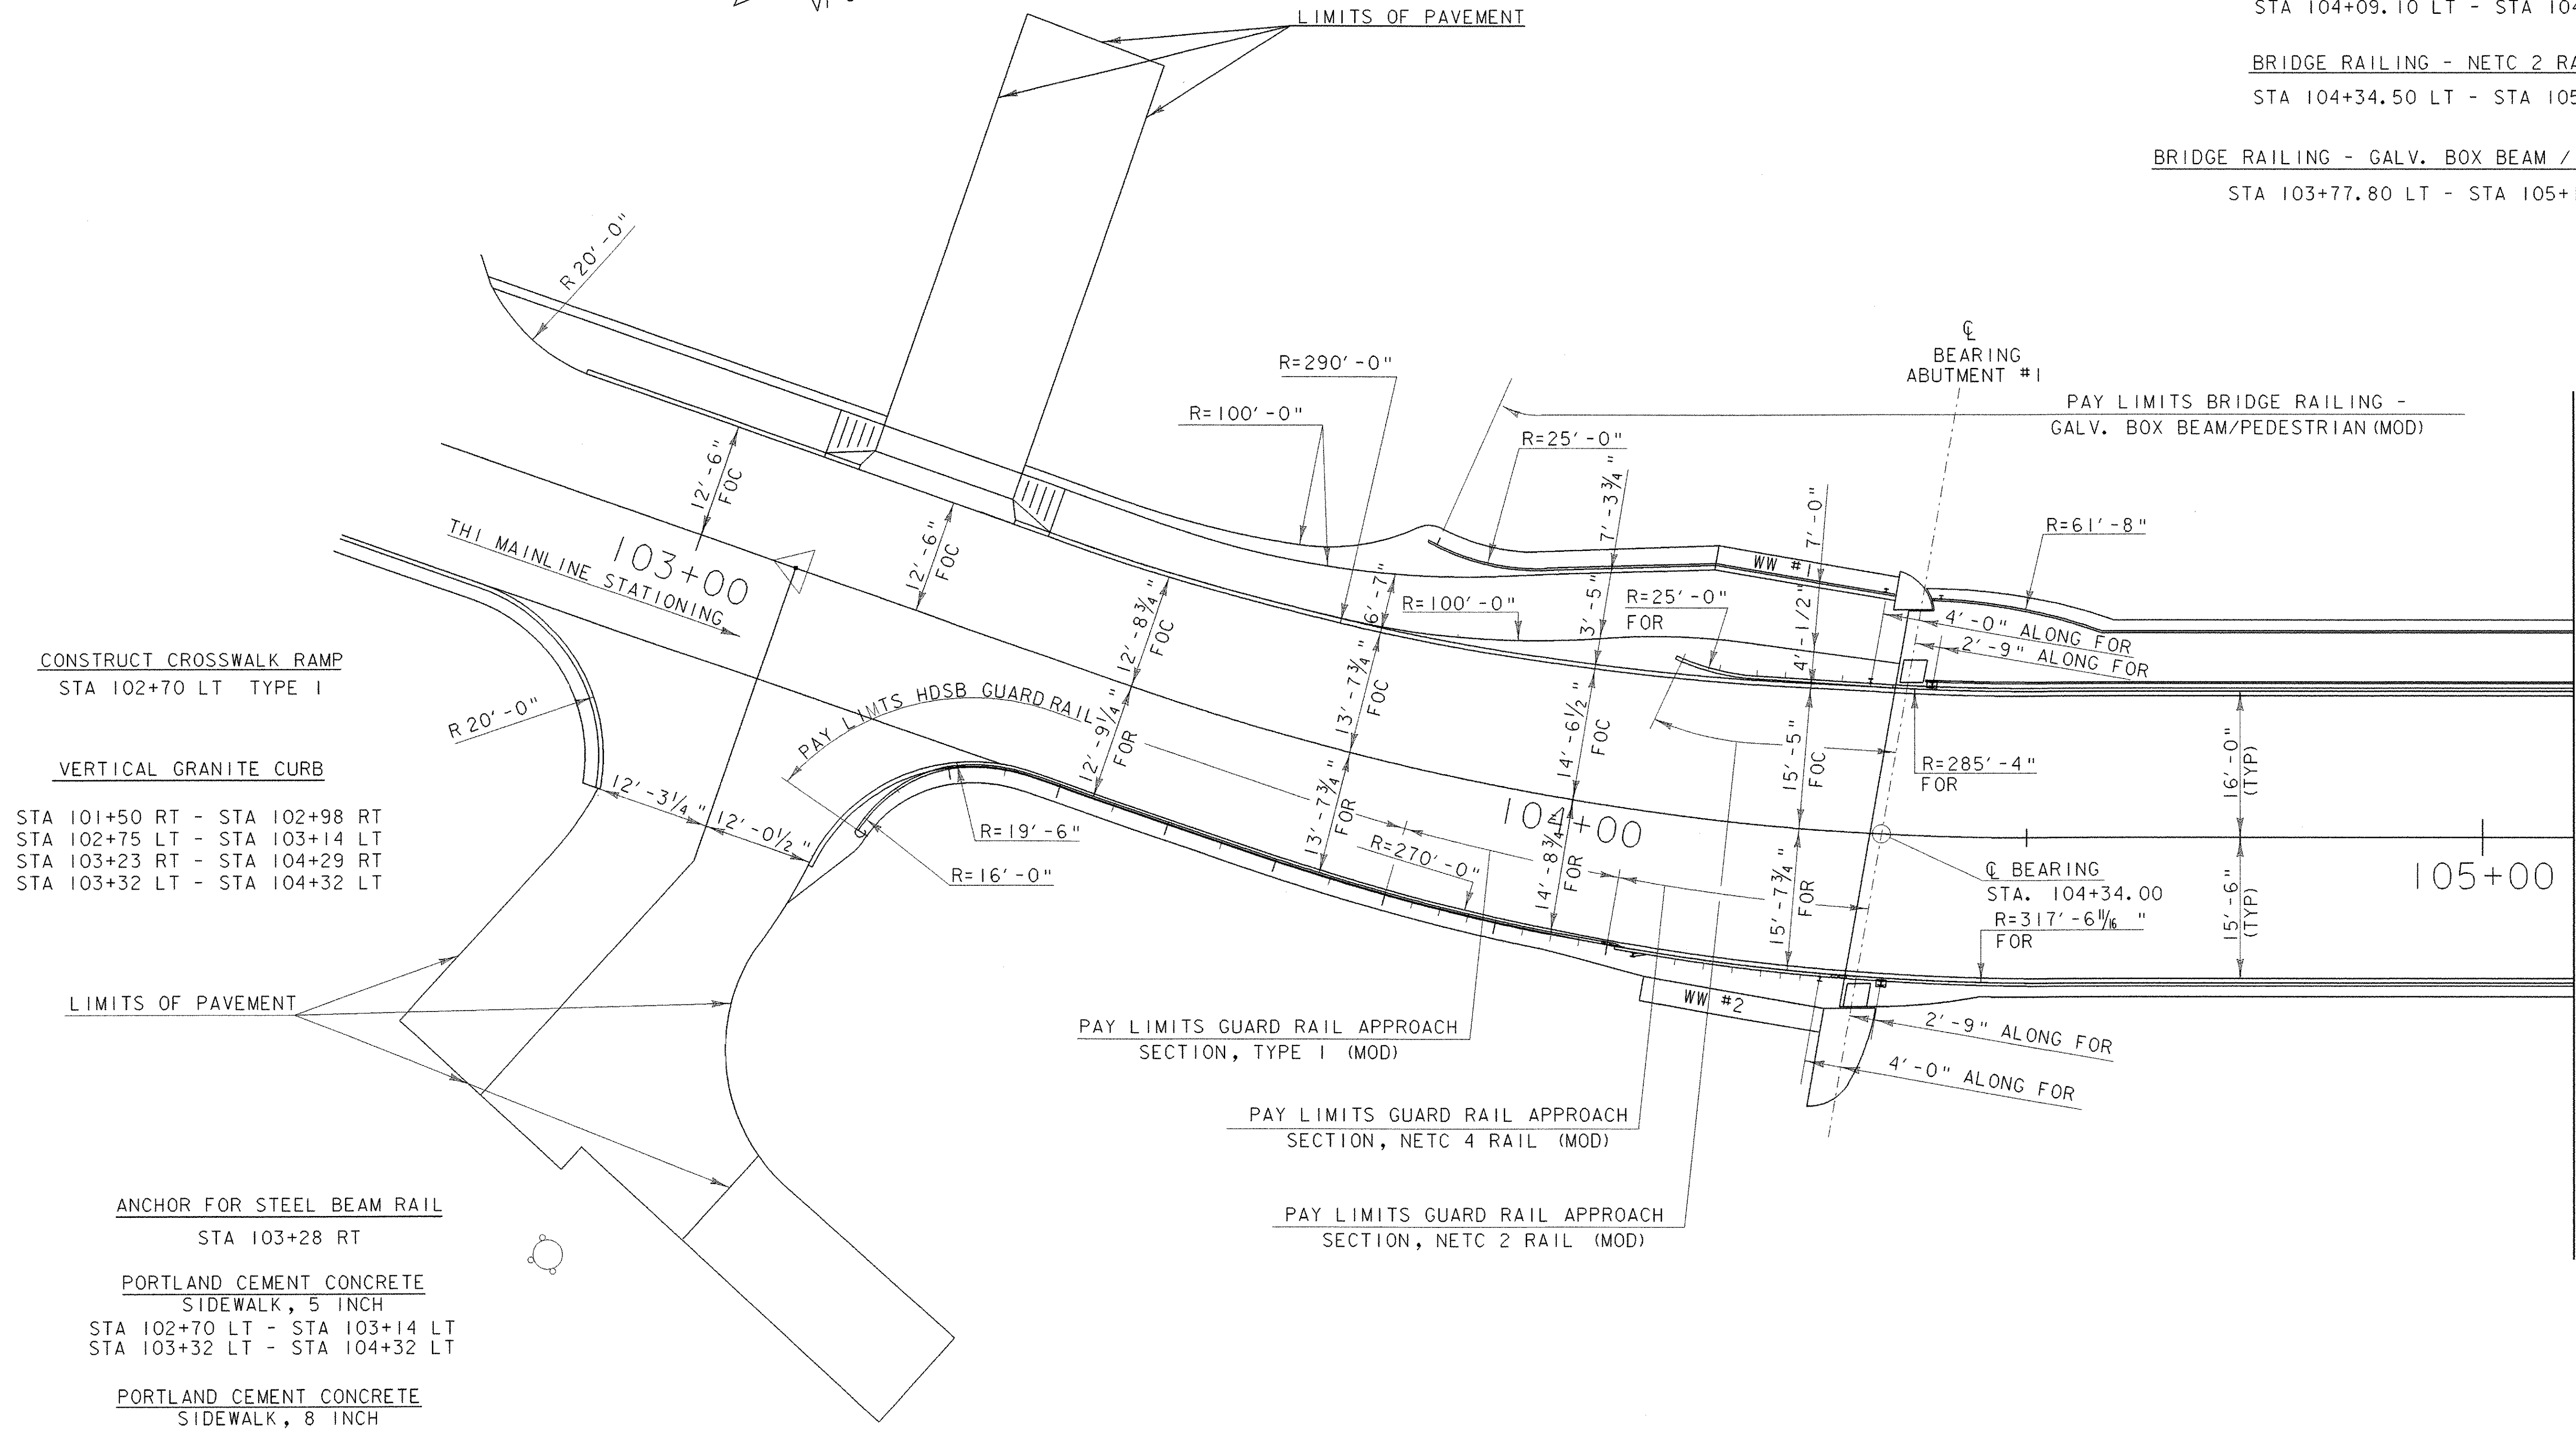 LIMITS OF PAVEMENT
STA 104+09.10 LT - STA
BRIDGE RAILING - NETC 2
STA 104+34.50 LT - STA
BRIDGE RAILING - GALV. BOX BEAM /
STA 103+77.80 LT - STA 105+
R 20'-0"
R=290'-0"
R=100'-0"
R=25'-0"
℄
BEARING
ABUTMENT #1
PAY LIMITS BRIDGE RAILING -
GALV. BOX BEAM/PEDESTRIAN (MOD)
12'-6"
FOC
12'-6"
FOC
7'-3¾"
7'-0"
R=61'-8"
THI MAINLINE STATIONING
103+00
WW #1
12'-8¾"
FOC
6'-7"
R=100'-0"
3'-5"
R=25'-0"
FOR
4'-1/2"
4'-0" ALONG FOR
2'-9" ALONG FOR
CONSTRUCT CROSSWALK RAMP
STA 102+70 LT TYPE I
R 20'-0"
PAY LIMTS HDSB GUARD RAIL
12'-9¼"
FOR
13'-7¾"
FOC
14'-6½"
FOC
15'-5"
FOC
R=285'-4"
FOR
16'-0"
(TYP)
VERTICAL GRANITE CURB
STA 101+50 RT - STA 102+98 RT
STA 102+75 LT - STA 103+14 LT
STA 103+23 RT - STA 104+29 RT
STA 103+32 LT - STA 104+32 LT
12'-3¼"
12'-0½"
R=19'-6"
R=16'-0"
13'-7¾"
FOR
R=270'-0"
104+00
14'-8¾"
FOR
15'-7¾"
FOR
℄ BEARING
STA. 104+34.00
R=317'-6 11/16"
FOR
15'-6"
(TYP)
105+00
LIMITS OF PAVEMENT
WW #2
PAY LIMITS GUARD RAIL APPROACH
SECTION, TYPE I (MOD)
2'-9" ALONG FOR
4'-0" ALONG FOR
PAY LIMITS GUARD RAIL APPROACH
SECTION, NETC 4 RAIL (MOD)
PAY LIMITS GUARD RAIL APPROACH
SECTION, NETC 2 RAIL (MOD)
ANCHOR FOR STEEL BEAM RAIL
STA 103+28 RT
PORTLAND CEMENT CONCRETE
SIDEWALK, 5 INCH
STA 102+70 LT - STA 103+14 LT
STA 103+32 LT - STA 104+32 LT
PORTLAND CEMENT CONCRETE
SIDEWALK, 8 INCH